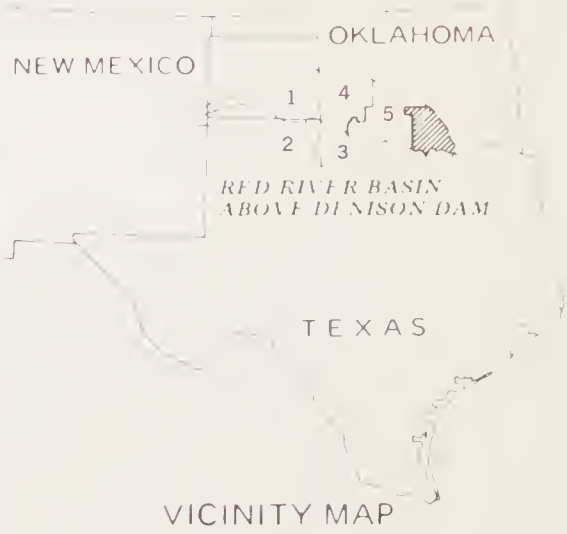 OKLAHOMA
NEW MEXICO
1
4
5
2
3
RED RIVER BASIN
ABOVE DENISON DAM
TEXAS
VICINITY MAP